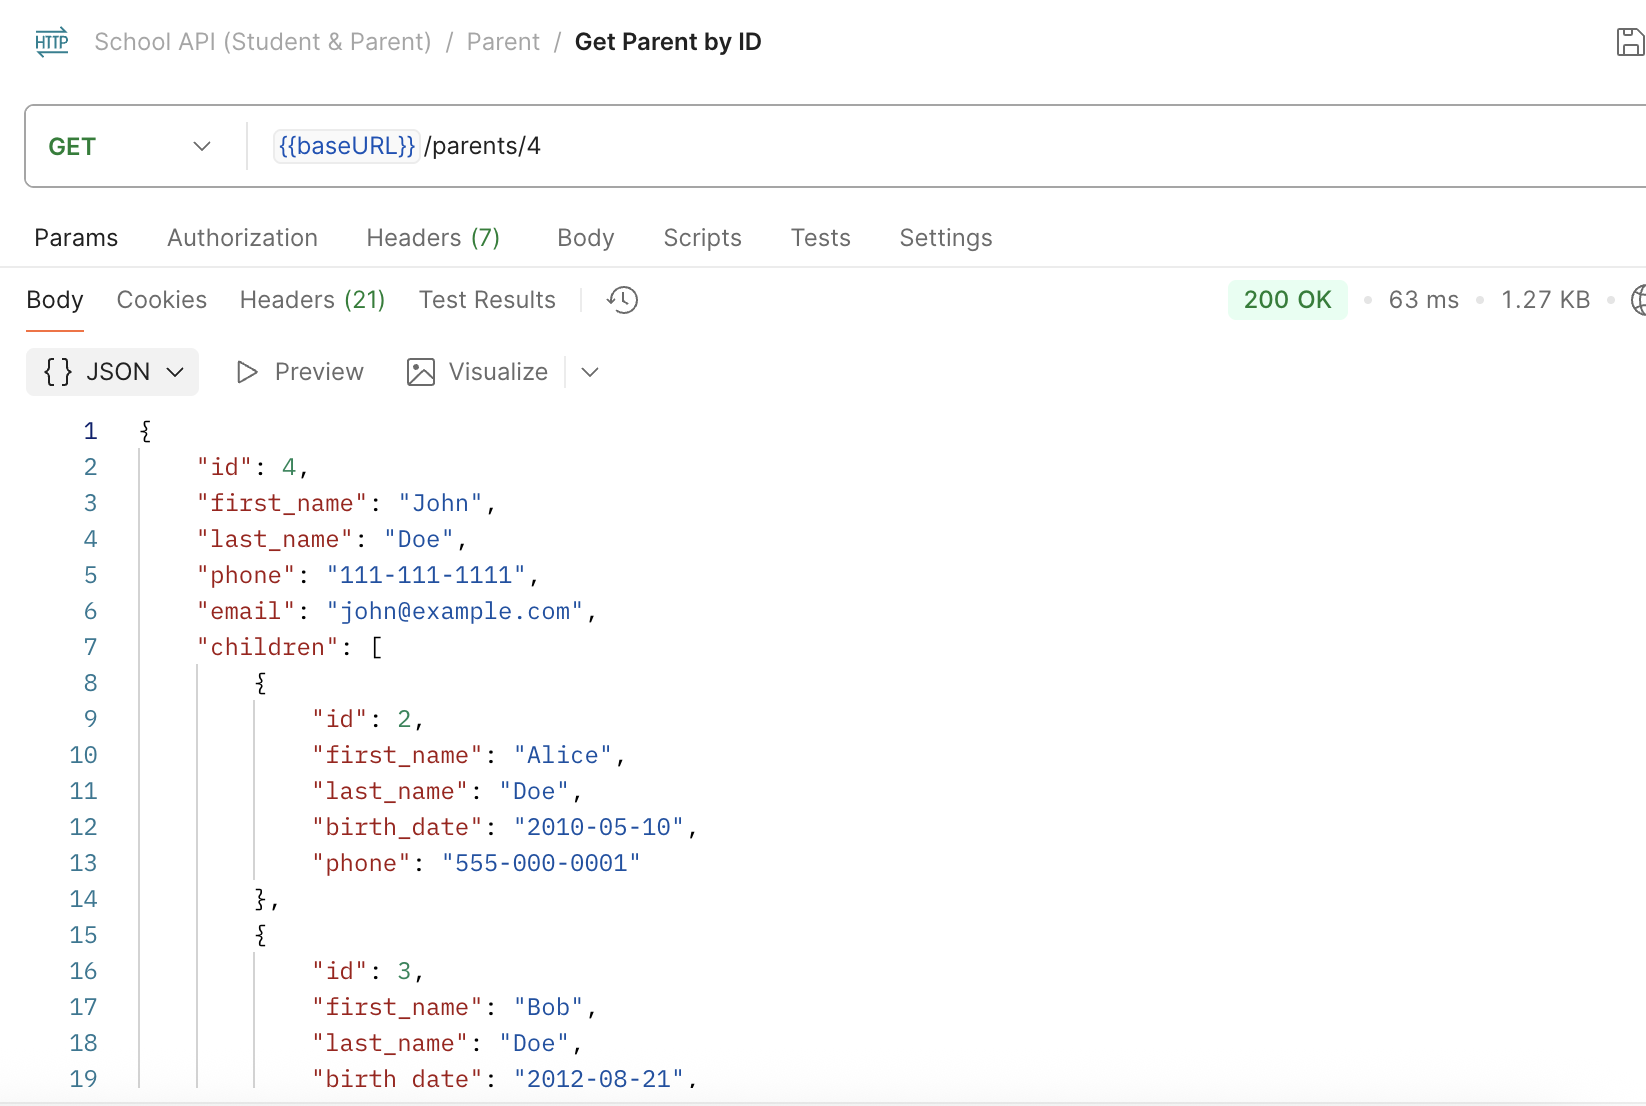 HTTP School API (Student & Parent) / Parent / Get Parent by ID
GET {{baseURL}}/parents/4
Params Authorization Headers (7) Body Scripts Tests Settings
Body Cookies Headers (21) Test Results 200 OK • 63 ms • 1.27 KB •
{} JSON Preview Visualize
1 {
2 "id": 4,
3 "first_name": "John",
4 "last_name": "Doe",
5 "phone": "111-111-1111",
6 "email": "john@example.com",
7 "children": [
8 {
9 "id": 2,
10 "first_name": "Alice",
11 "last_name": "Doe",
12 "birth_date": "2010-05-10",
13 "phone": "555-000-0001"
14 },
15 {
16 "id": 3,
17 "first_name": "Bob",
18 "last_name": "Doe",
19 "birth_date": "2012-08-21",